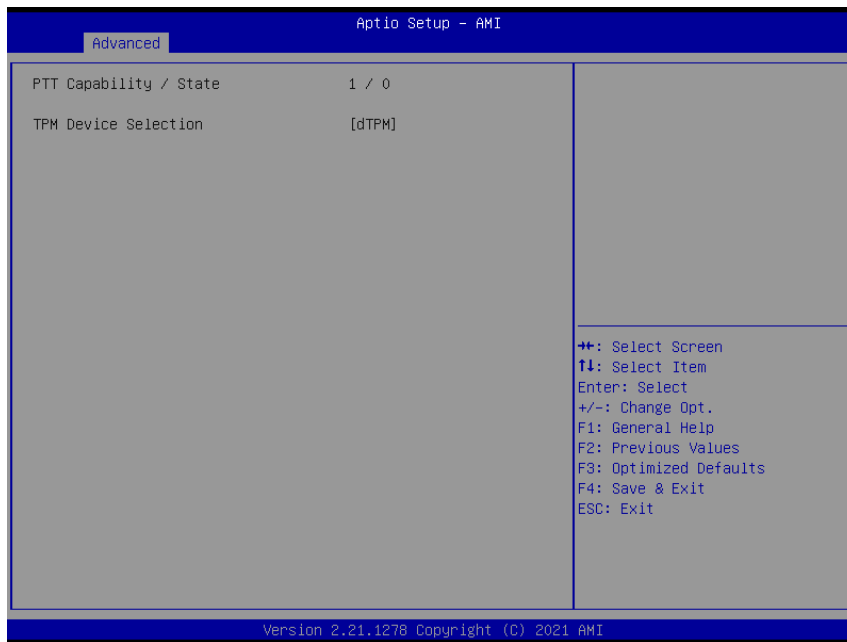 Aptio Setup – AMI
Advanced
PTT Capability / State 1 / 0
TPM Device Selection [dTPM]
→←: Select Screen
↑↓: Select Item
Enter: Select
+/-: Change Opt.
F1: General Help
F2: Previous Values
F3: Optimized Defaults
F4: Save & Exit
ESC: Exit
Version 2.21.1278 Copyright (C) 2021 AMI